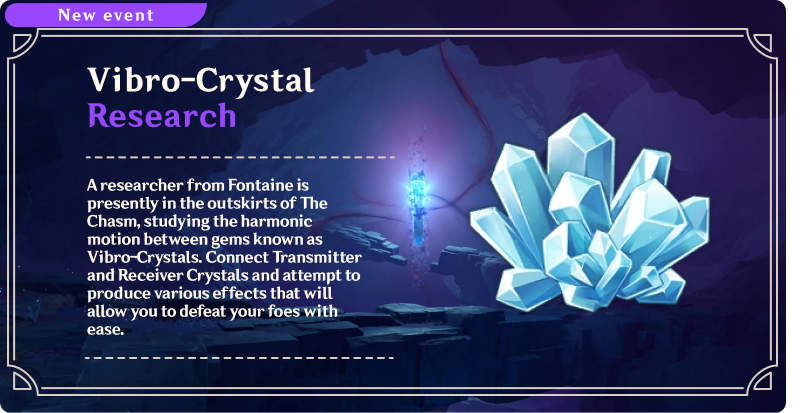 New event
Vibro-Crystal
Research
A researcher from Fontaine is
presently in the outskirts of The
Chasm, studying the harmonic
motion between gems known as
Vibro-Crystals. Connect Transmitter
and Receiver Crystals and attempt to
produce various effects that will
allow you to defeat your foes with
ease.